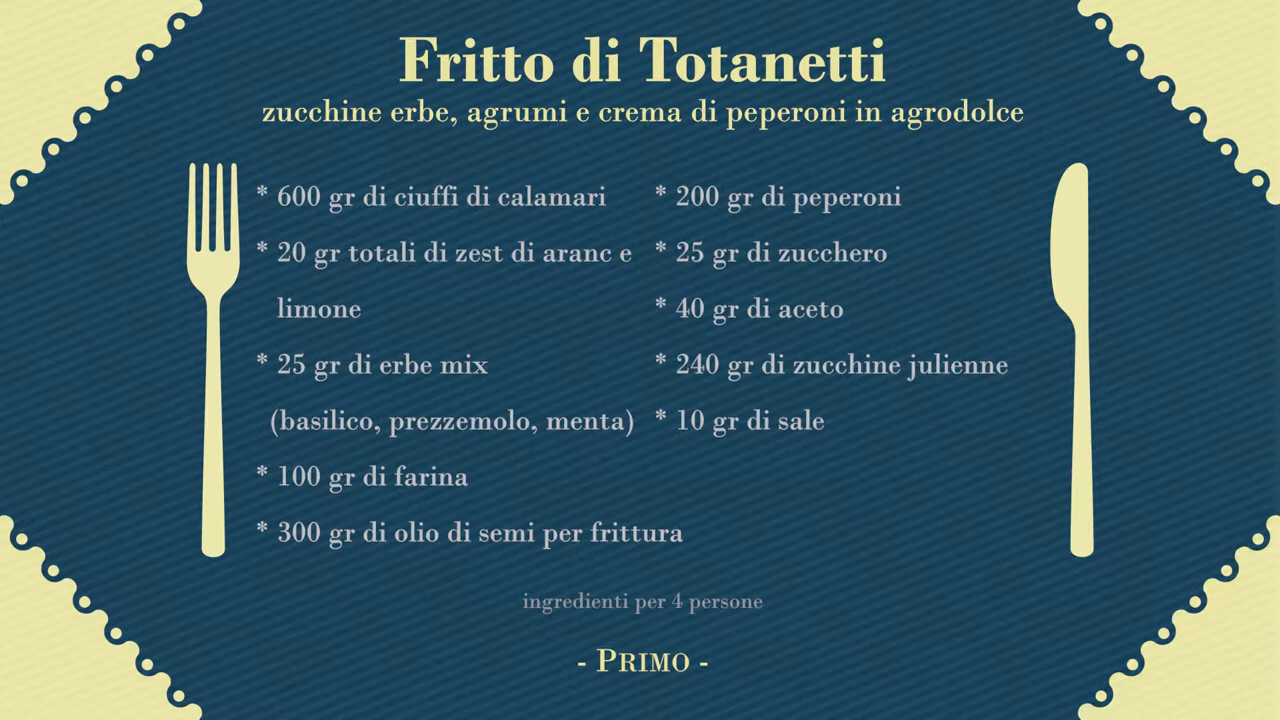 Fritto di Totanetti
zucchine erbe, agrumi e crema di peperoni in agrodolce
* 600 gr di ciuffi di calamari
* 20 gr totali di zest di aranc e
limone
* 25 gr di erbe mix
(basilico, prezzemolo, menta)
* 100 gr di farina
* 300 gr di olio di semi per frittura
* 200 gr di peperoni
* 25 gr di zucchero
* 40 gr di aceto
* 240 gr di zucchine julienne
* 10 gr di sale
ingredienti per 4 persone
- PRIMO -